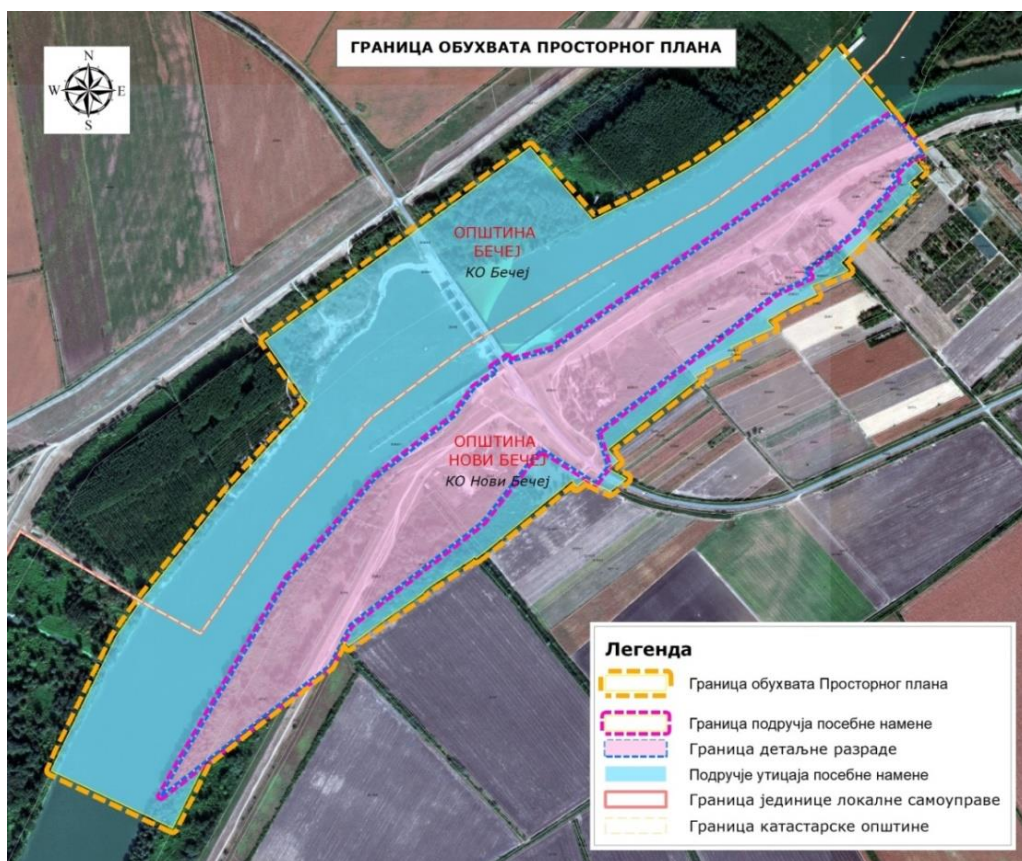 ГРАНИЦА ОБУХВАТА ПРОСТОРНОГ ПЛАНА
N
W E
S
ОПШТИНА
БЕЧЕЈ
КО Бечеј
ОПШТИНА
НОВИ БЕЧЕЈ
КО Нови Бечеј
Легенда
Граница обухвата Просторног плана
Граница подручја посебне намене
Граница детаљне разраде
Подручје утицаја посебне намене
Граница јединице локалне самоуправе
Граница катастарске општине